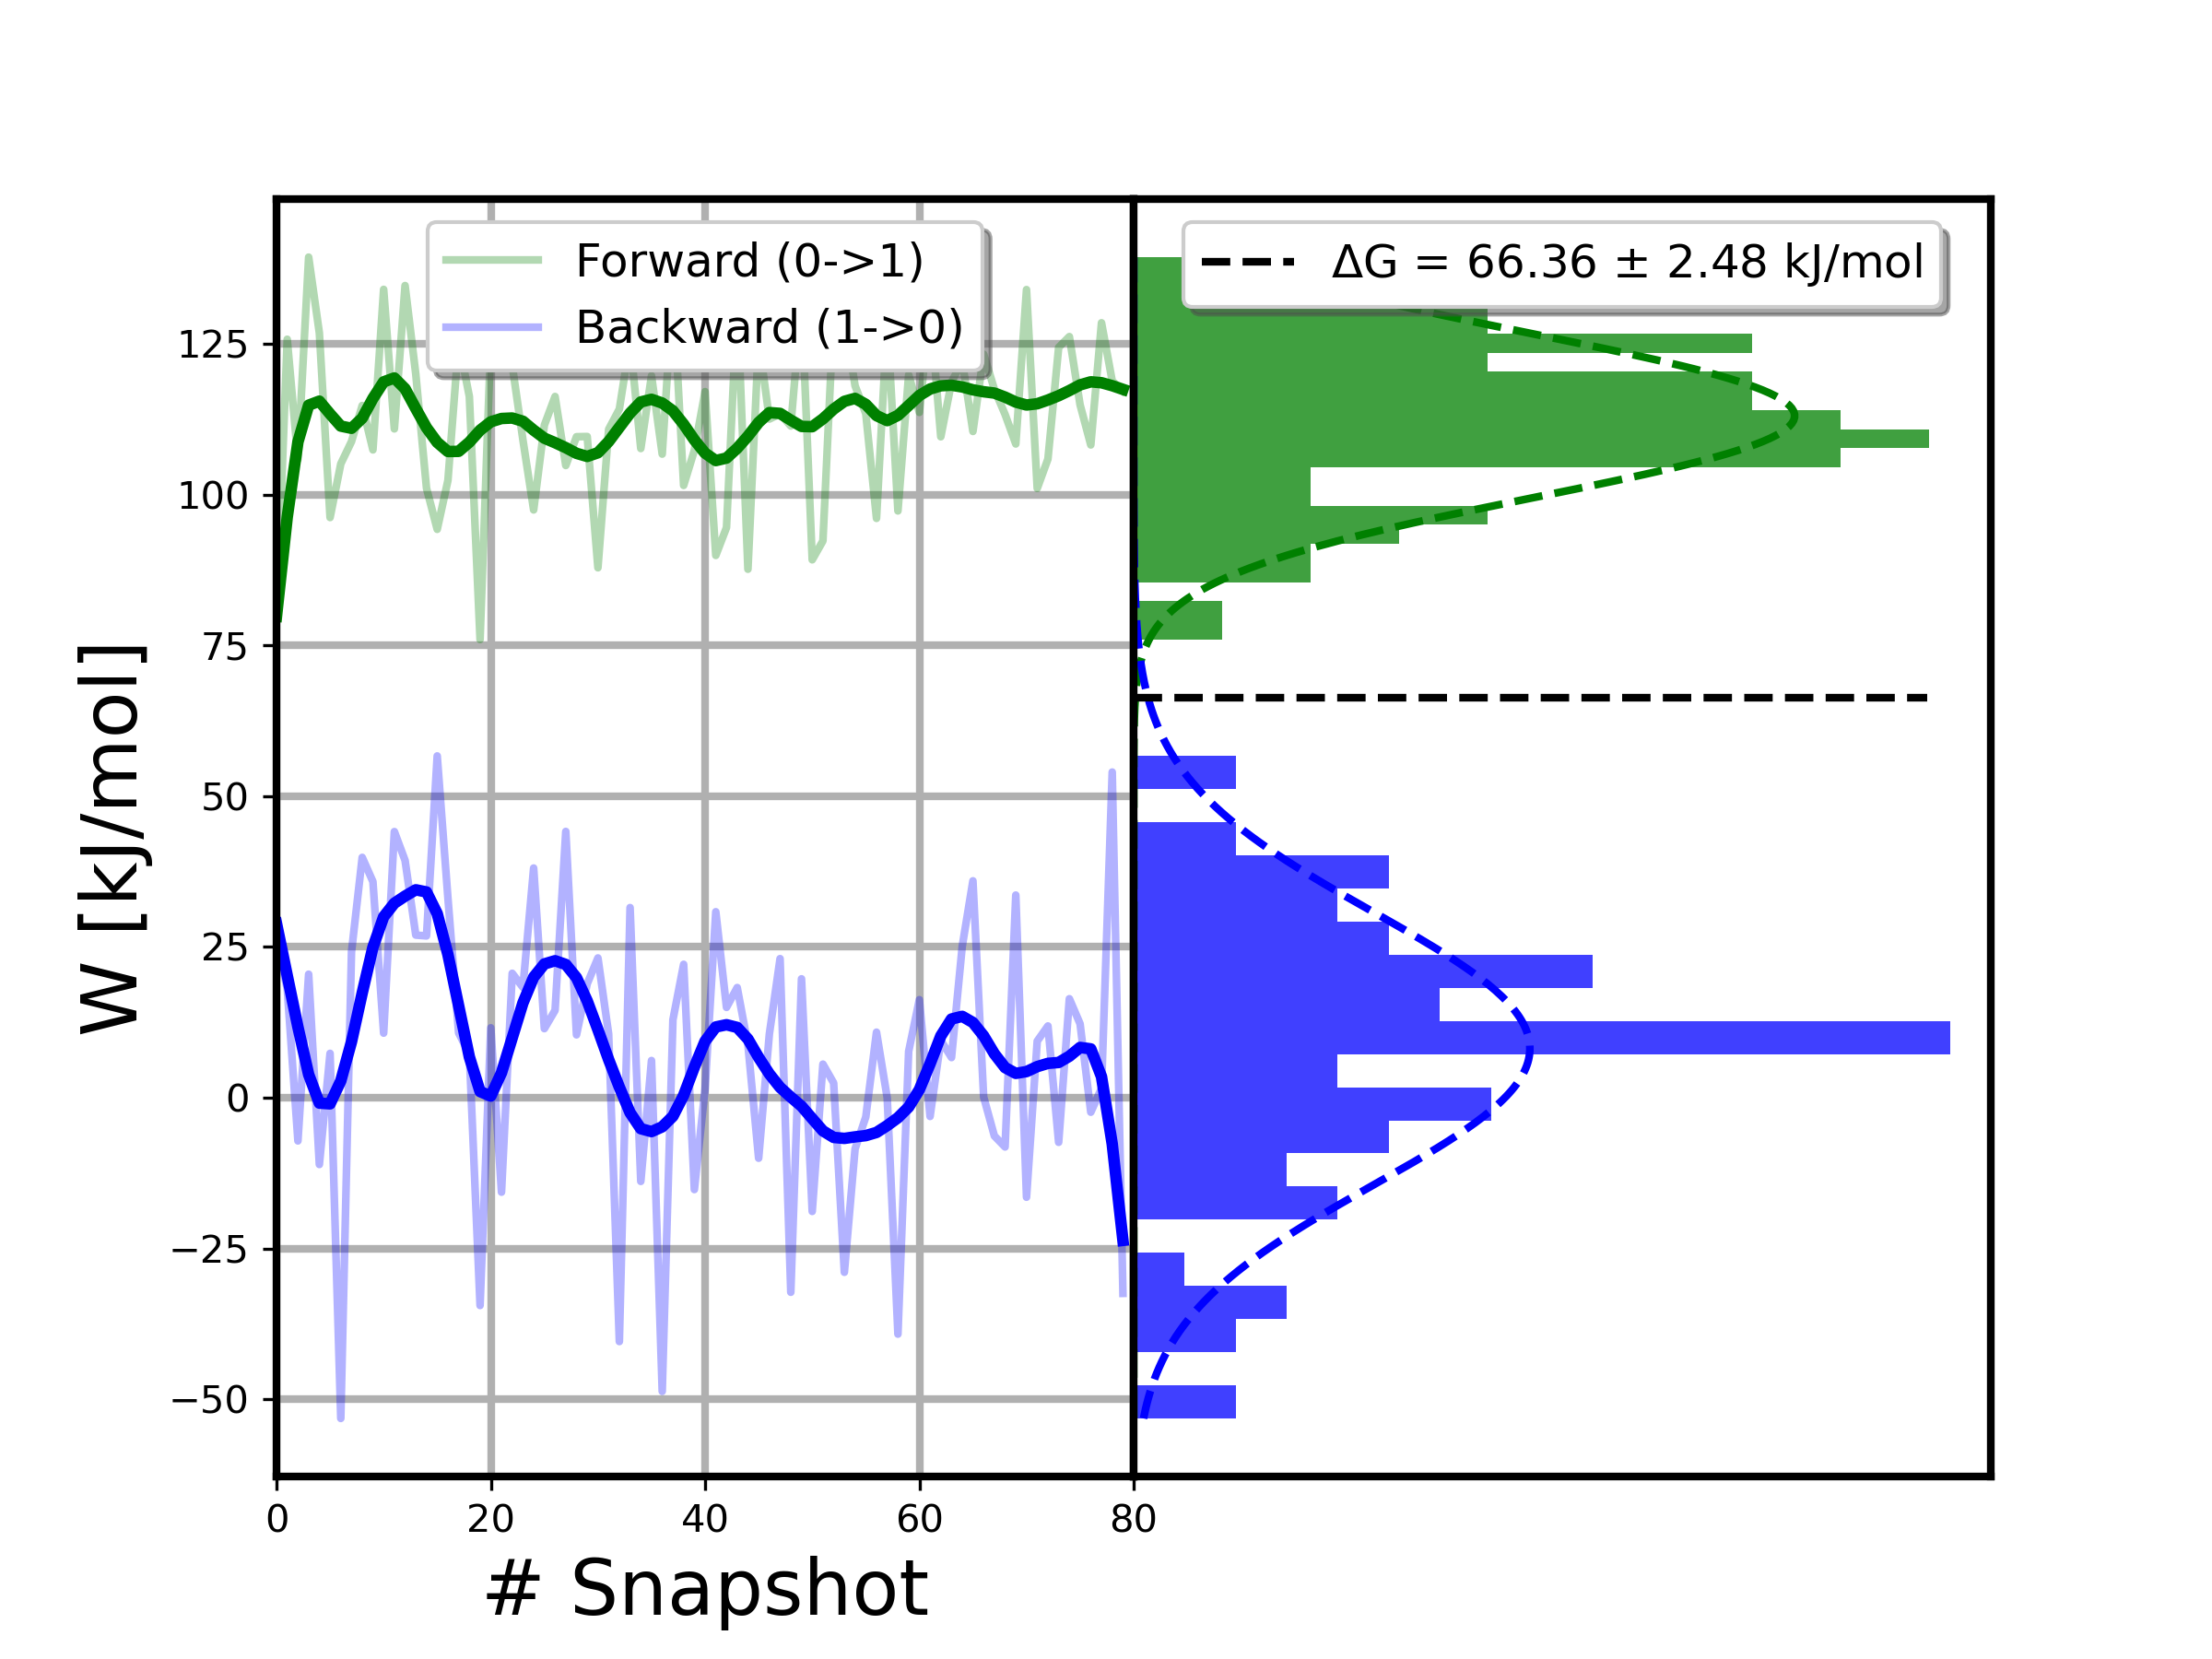 Forward (0->1)
Backward (1->0)
ΔG = 66.36 ± 2.48 kJ/mol
W [kJ/mol]
125
100
75
50
25
0
−25
−50
0 20 40 60 80
# Snapshot